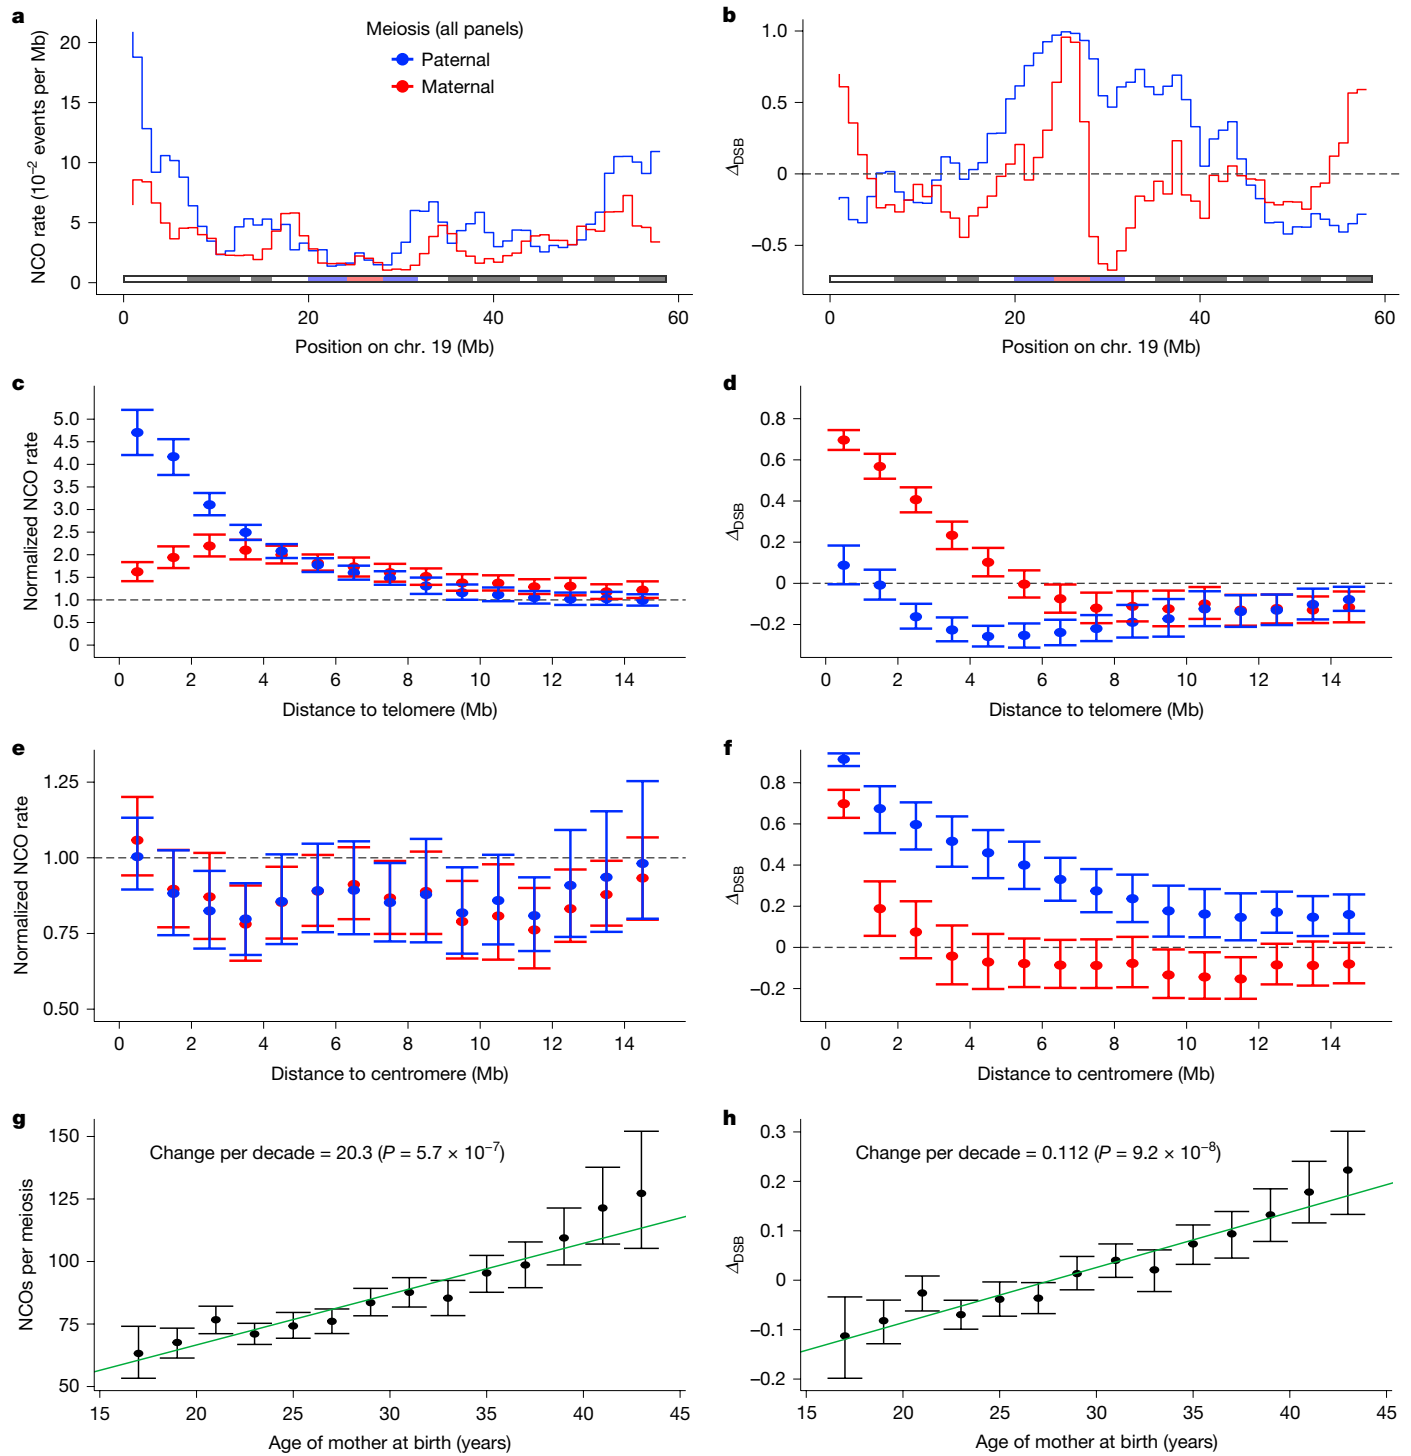 a
NCO rate (10⁻² events per Mb)
20
15
10
5
0
Meiosis (all panels)
Paternal
Maternal
0 20 40 60
Position on chr. 19 (Mb)
b
ΔDSB
1.0
0.5
0
−0.5
0 20 40 60
Position on chr. 19 (Mb)
c
Normalized NCO rate
5.0
4.5
4.0
3.5
3.0
2.5
2.0
1.5
1.0
0.5
0
0 2 4 6 8 10 12 14
Distance to telomere (Mb)
d
ΔDSB
0.8
0.6
0.4
0.2
0
−0.2
0 2 4 6 8 10 12 14
Distance to telomere (Mb)
e
Normalized NCO rate
1.25
1.00
0.75
0.50
0 2 4 6 8 10 12 14
Distance to centromere (Mb)
f
ΔDSB
0.8
0.6
0.4
0.2
0
−0.2
0 2 4 6 8 10 12 14
Distance to centromere (Mb)
g
NCOs per meiosis
150
125
100
75
50
Change per decade = 20.3 (P = 5.7 × 10⁻⁷)
15 20 25 30 35 40 45
Age of mother at birth (years)
h
ΔDSB
0.3
0.2
0.1
0
−0.1
−0.2
Change per decade = 0.112 (P = 9.2 × 10⁻⁸)
15 20 25 30 35 40 45
Age of mother at birth (years)